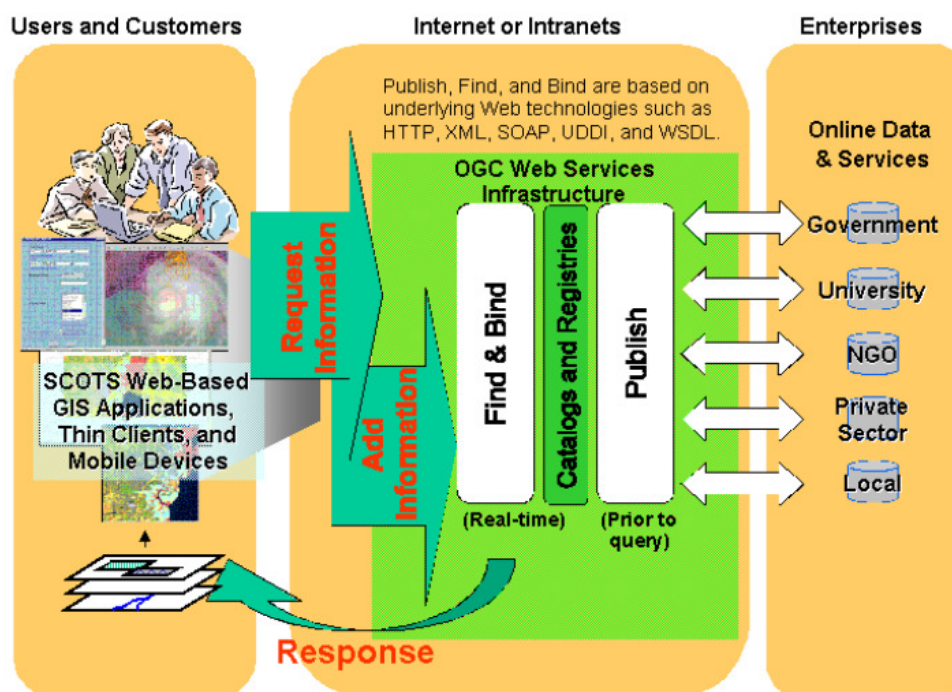 Users and Customers
Internet or Intranets
Enterprises
Publish, Find, and Bind are based on
underlying Web technologies such as
HTTP, XML, SOAP, UDDI, and WSDL.
OGC Web Services
Infrastructure
Request
Information
Add
Information
Find & Bind
Catalogs and Registries
Publish
(Real-time)
(Prior to
query)
SCOTS Web-Based
GIS Applications,
Thin Clients, and
Mobile Devices
Response
Online Data
& Services
Government
University
NGO
Private
Sector
Local